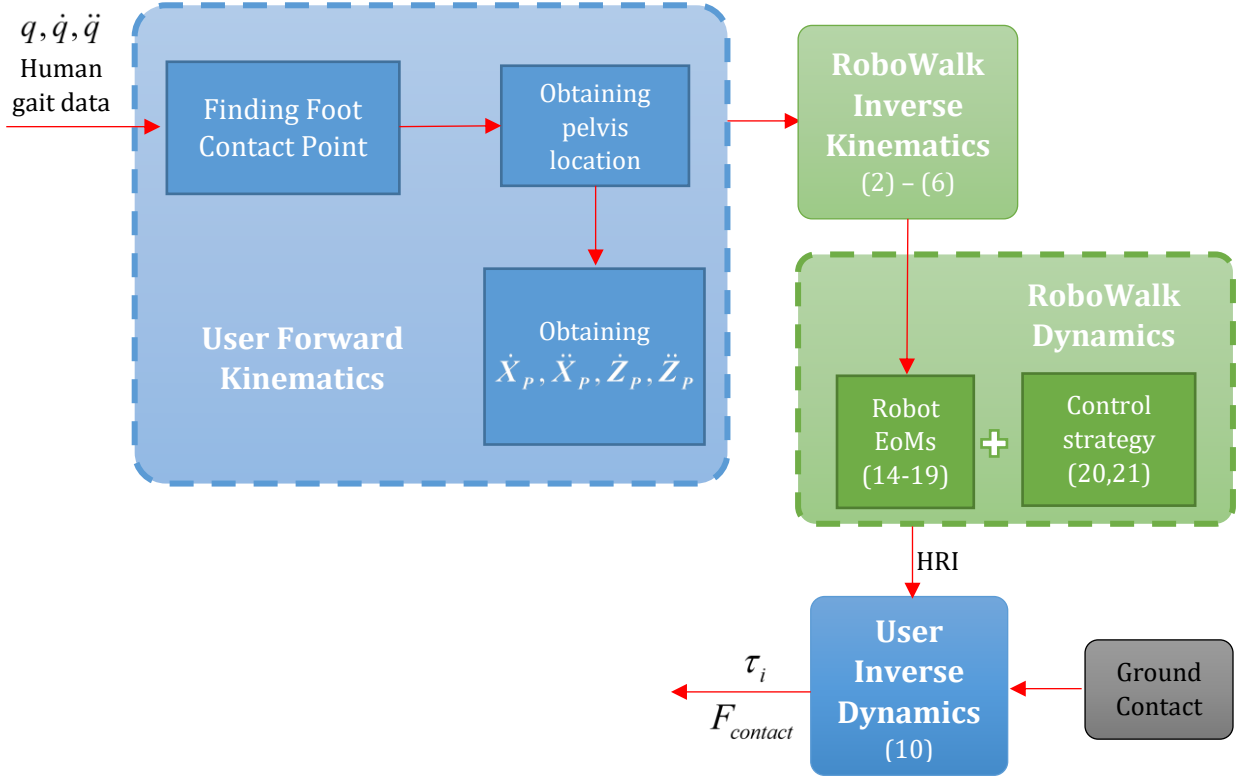 q, q̇, q̈
Human
gait data
Finding Foot
Contact Point
Obtaining
pelvis
location
Obtaining
Ẋ_P, Ẍ_P, Ż_P, Z̈_P
User Forward
Kinematics
RoboWalk
Inverse
Kinematics
(2) – (6)
RoboWalk
Dynamics
Robot
EoMs
(14-19)
Control
strategy
(20,21)
HRI
User
Inverse
Dynamics
(10)
Ground
Contact
τ_i
F_contact